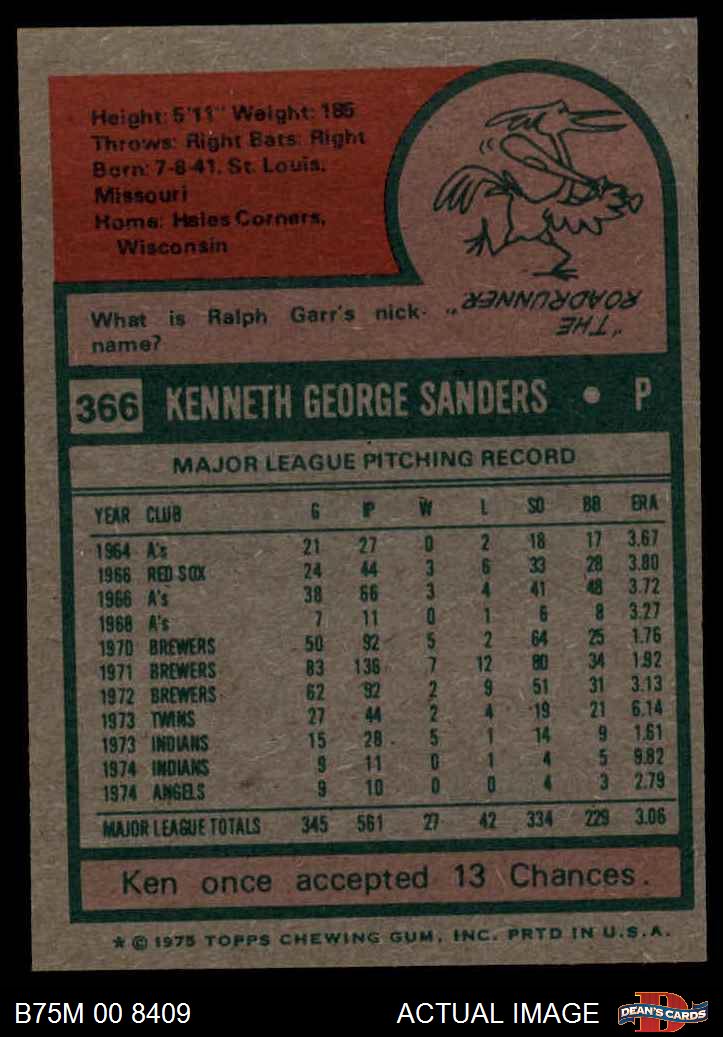 Height: 5'11" Weight: 185
Throws: Right Bats: Right
Born: 7-8-41, St. Louis,
Missouri
Home: Hales Corners,
Wisconsin
What is Ralph Garr's nick-
name?
"THE
ROADRUNNER"
366 KENNETH GEORGE SANDERS • P
MAJOR LEAGUE PITCHING RECORD
YEAR CLUB G IP W L SO BB ERA
1964 A's 21 27 0 2 18 17 3.67
1966 RED SOX 24 44 3 6 33 28 3.80
1966 A's 38 66 3 4 41 48 3.72
1968 A's 7 11 0 1 6 8 3.27
1970 BREWERS 50 92 5 2 64 25 1.76
1971 BREWERS 83 136 7 12 80 34 1.92
1972 BREWERS 62 92 2 9 51 31 3.13
1973 TWINS 27 44 2 4 19 21 6.14
1973 INDIANS 15 28 5 1 14 9 1.61
1974 INDIANS 9 11 0 1 4 5 9.82
1974 ANGELS 9 10 0 0 4 3 2.79
MAJOR LEAGUE TOTALS 345 561 27 42 334 229 3.06
Ken once accepted 13 Chances.
* © 1975 TOPPS CHEWING GUM, INC. PRTD IN U.S.A.
B75M 00 8409 ACTUAL IMAGE
D
DEAN'S CARDS